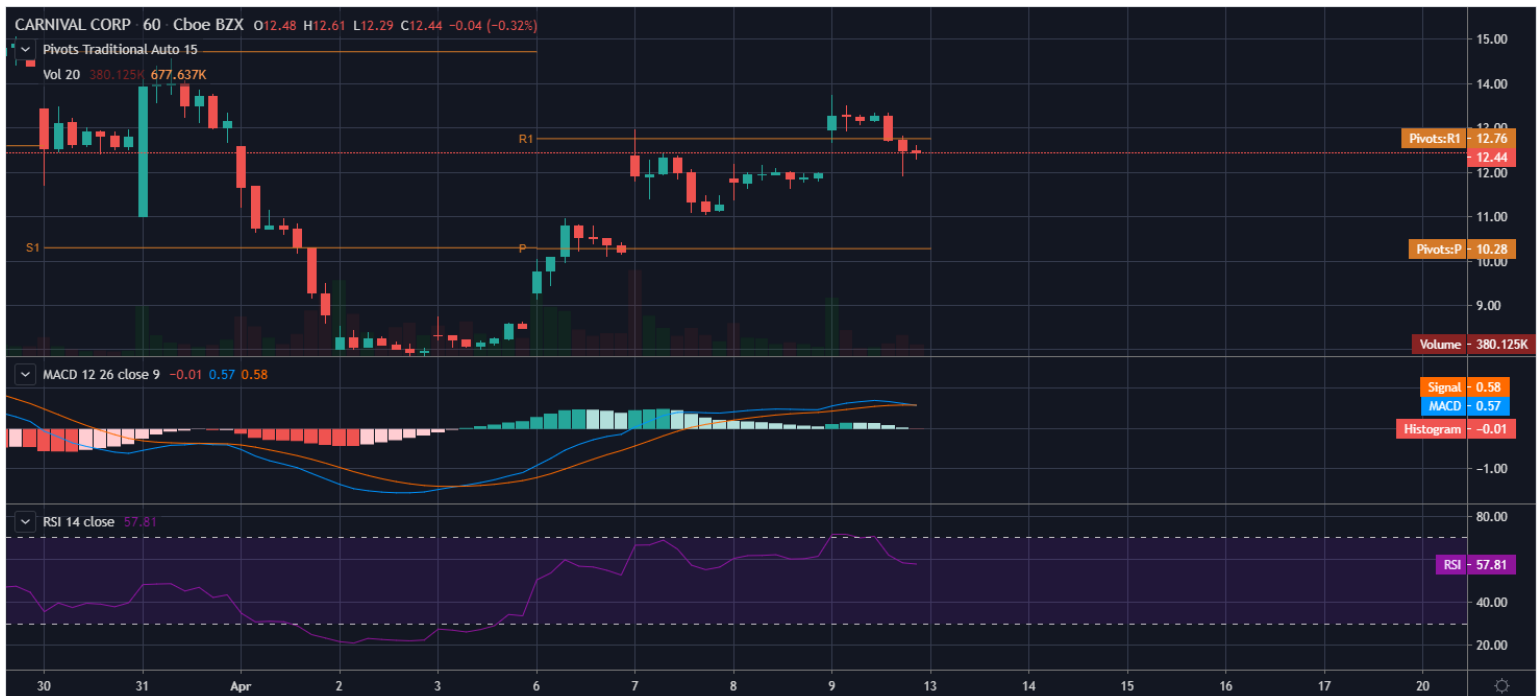 CARNIVAL CORP · 60 · Cboe BZX O12.48 H12.61 L12.29 C12.44 −0.04 (−0.32%)
Pivots Traditional Auto 15
Vol 20 380.125K 677.637K
15.00
14.00
13.00
R1
Pivots:R1 12.76
12.44
12.00
11.00
S1
P
Pivots:P 10.28
10.00
9.00
Volume 380.125K
MACD 12 26 close 9 −0.01 0.57 0.58
Signal 0.58
MACD 0.57
Histogram −0.01
−1.00
RSI 14 close 57.81
80.00
RSI 57.81
40.00
20.00
30 31 Apr 2 3 6 7 8 9 13 14 15 16 17 20